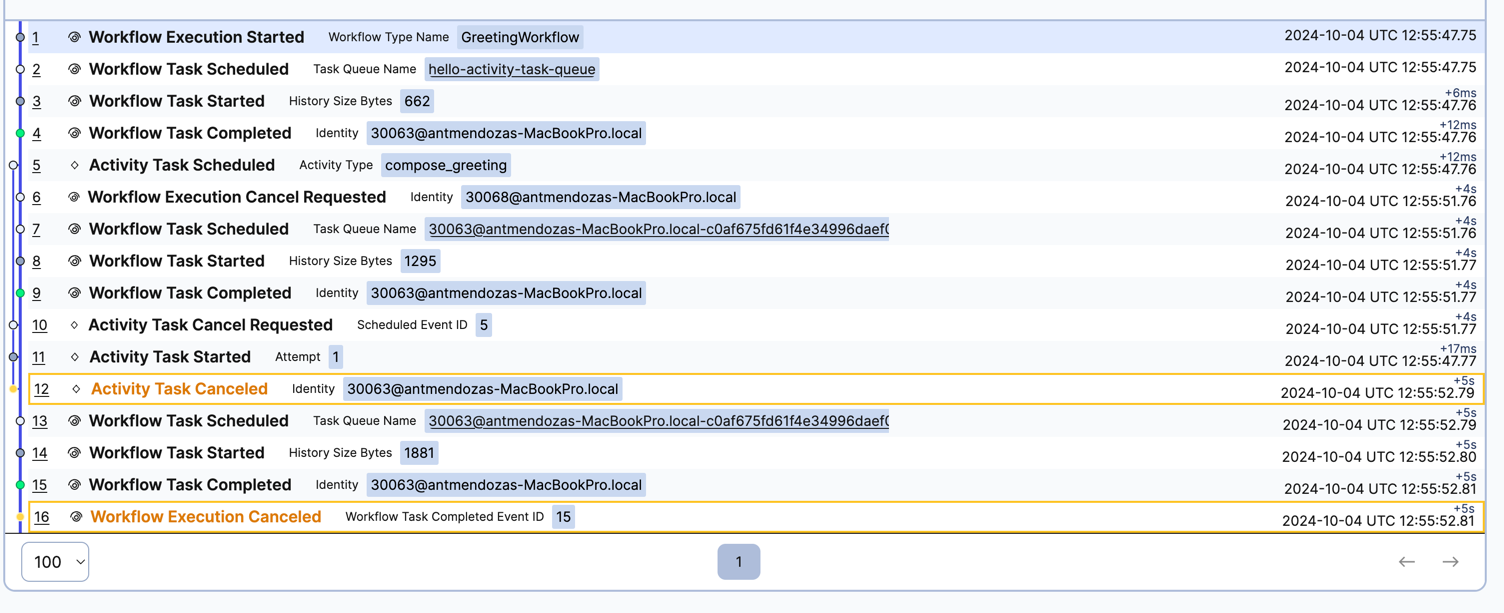 1 Workflow Execution Started Workflow Type Name GreetingWorkflow 2024-10-04 UTC 12:55:47.75
2 Workflow Task Scheduled Task Queue Name hello-activity-task-queue 2024-10-04 UTC 12:55:47.75
3 Workflow Task Started History Size Bytes 662 +6ms 2024-10-04 UTC 12:55:47.76
4 Workflow Task Completed Identity 30063@antmendozas-MacBookPro.local +12ms 2024-10-04 UTC 12:55:47.76
5 Activity Task Scheduled Activity Type compose_greeting +12ms 2024-10-04 UTC 12:55:47.76
6 Workflow Execution Cancel Requested Identity 30068@antmendozas-MacBookPro.local +4s 2024-10-04 UTC 12:55:51.76
7 Workflow Task Scheduled Task Queue Name 30063@antmendozas-MacBookPro.local-c0af675fd61f4e34996daef0 +4s 2024-10-04 UTC 12:55:51.76
8 Workflow Task Started History Size Bytes 1295 +4s 2024-10-04 UTC 12:55:51.77
9 Workflow Task Completed Identity 30063@antmendozas-MacBookPro.local +4s 2024-10-04 UTC 12:55:51.77
10 Activity Task Cancel Requested Scheduled Event ID 5 +4s 2024-10-04 UTC 12:55:51.77
11 Activity Task Started Attempt 1 +17ms 2024-10-04 UTC 12:55:47.77
12 Activity Task Canceled Identity 30063@antmendozas-MacBookPro.local +5s 2024-10-04 UTC 12:55:52.79
13 Workflow Task Scheduled Task Queue Name 30063@antmendozas-MacBookPro.local-c0af675fd61f4e34996daef0 +5s 2024-10-04 UTC 12:55:52.79
14 Workflow Task Started History Size Bytes 1881 +5s 2024-10-04 UTC 12:55:52.80
15 Workflow Task Completed Identity 30063@antmendozas-MacBookPro.local +5s 2024-10-04 UTC 12:55:52.81
16 Workflow Execution Canceled Workflow Task Completed Event ID 15 +5s 2024-10-04 UTC 12:55:52.81
100 1